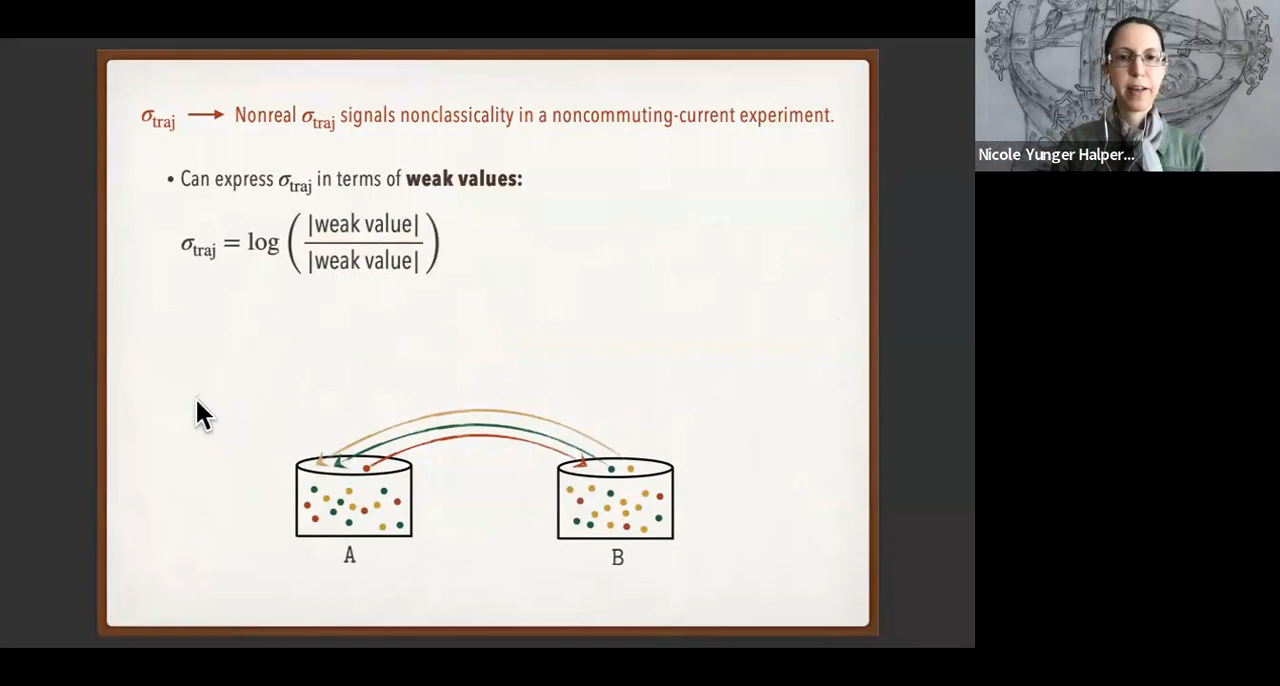 σtraj → Nonreal σtraj signals nonclassicality in a noncommuting-current experiment.
• Can express σtraj in terms of weak values:
σtraj = log ( |weak value| / |weak value| )
A
B
Nicole Yunger Halper...